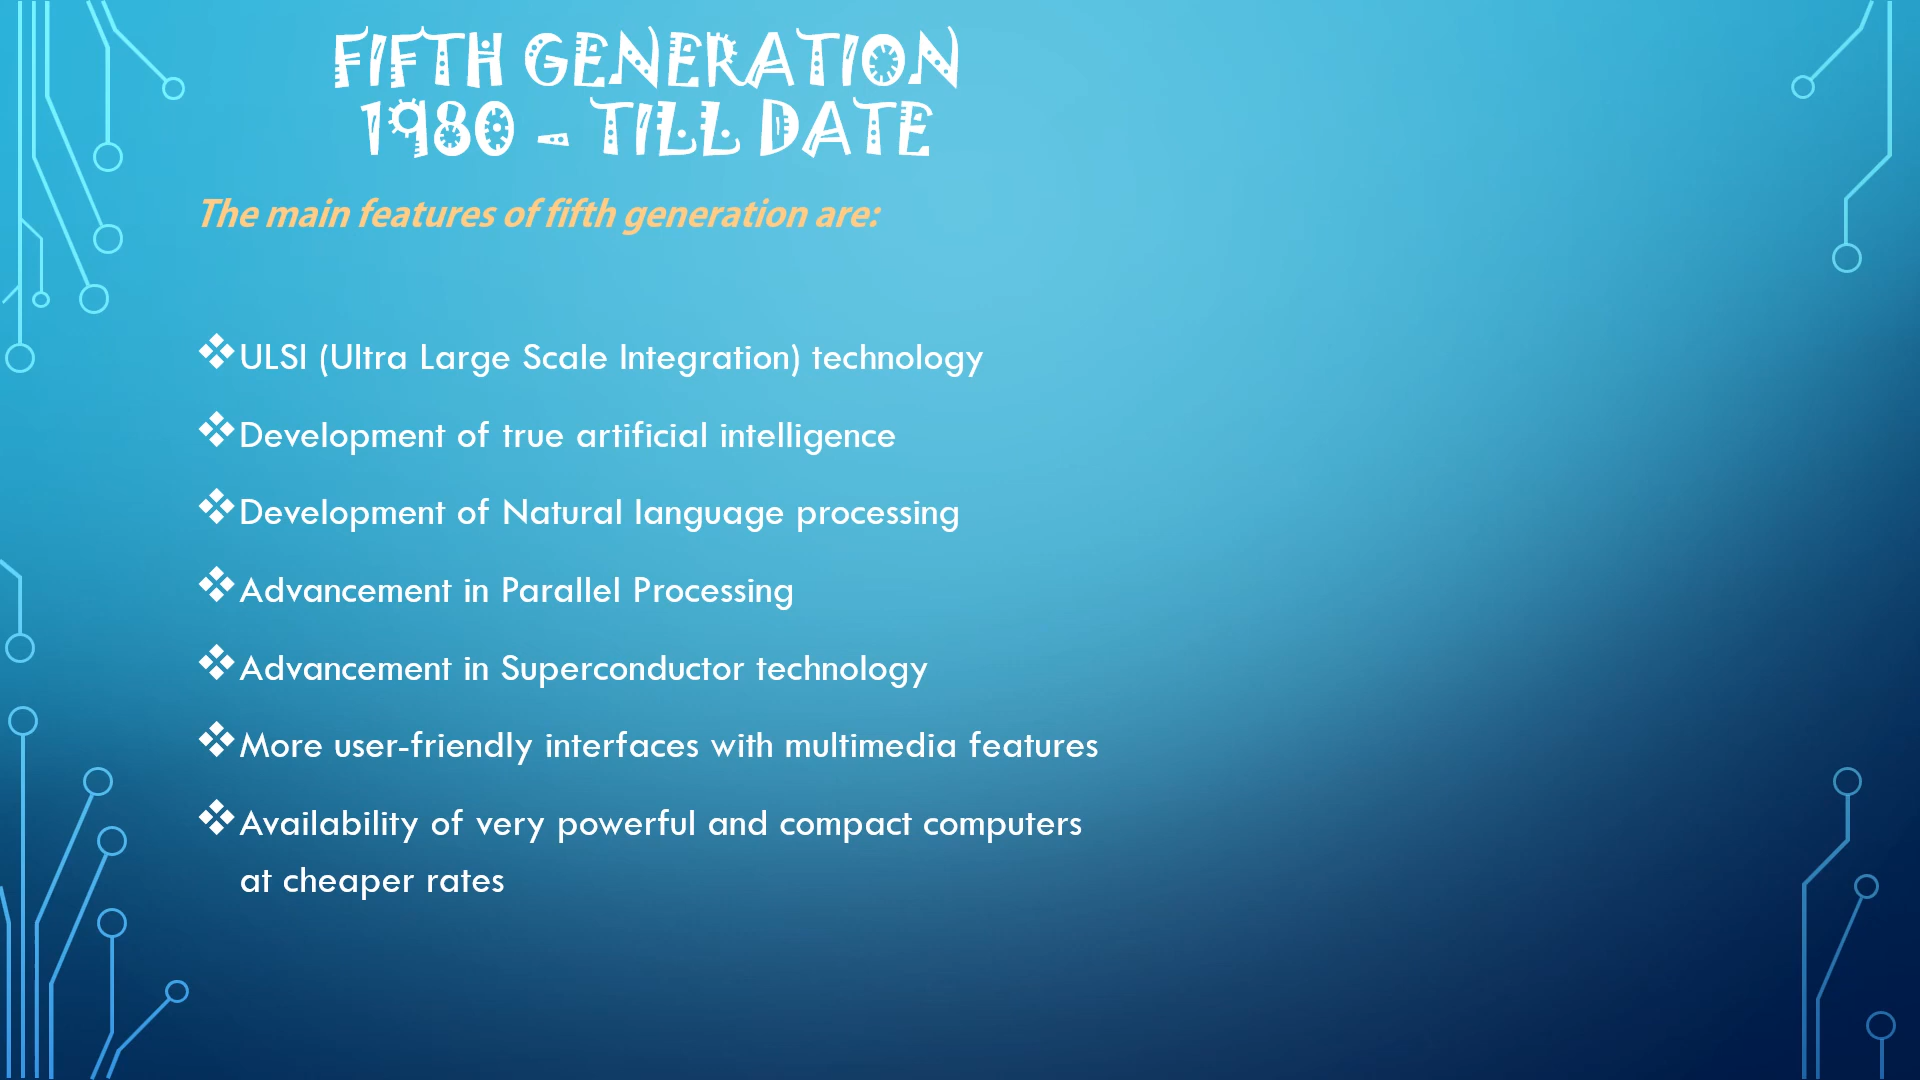 FIFTH GENERATION
1980 – TILL DATE
The main features of fifth generation are:
❖ULSI (Ultra Large Scale Integration) technology
❖Development of true artificial intelligence
❖Development of Natural language processing
❖Advancement in Parallel Processing
❖Advancement in Superconductor technology
❖More user-friendly interfaces with multimedia features
❖Availability of very powerful and compact computers
at cheaper rates